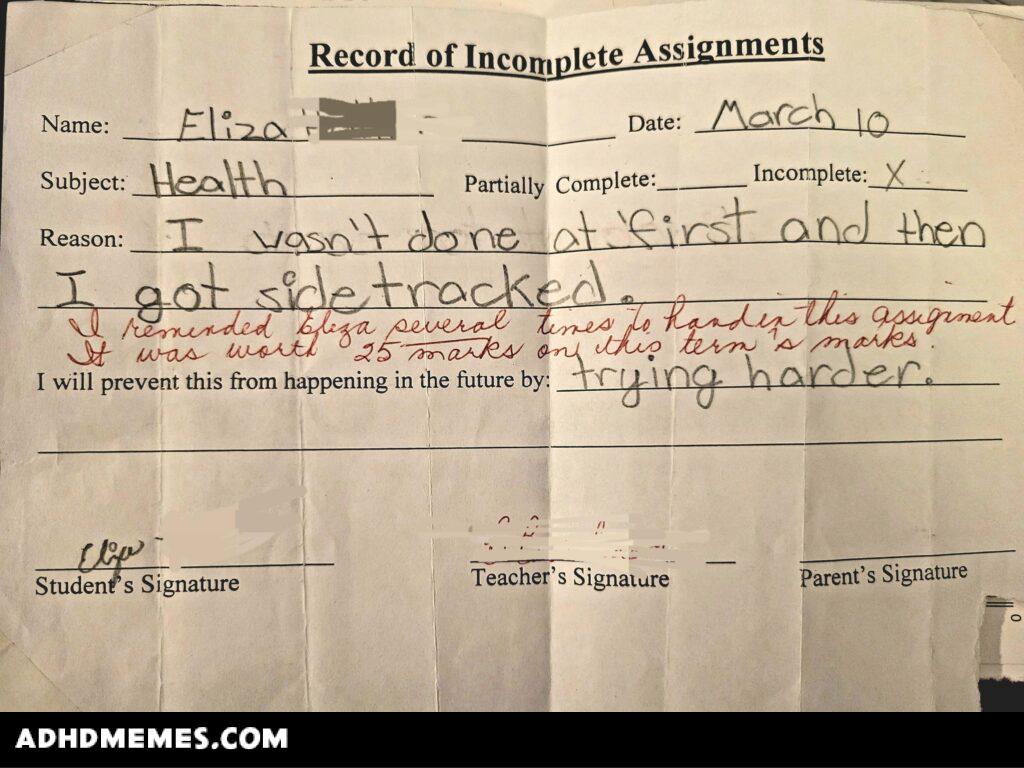 Record of Incomplete Assignments
Name: Eliza Date: March 10
Subject: Health Partially Complete: Incomplete: X
Reason: I wasn't done at first and then
I got sidetracked.
I reminded Eliza several times to hand in this assignment
It was worth 25 marks on this term's marks.
I will prevent this from happening in the future by: trying harder.
Eliza
Student's Signature Teacher's Signature Parent's Signature
ADHDMEMES.COM